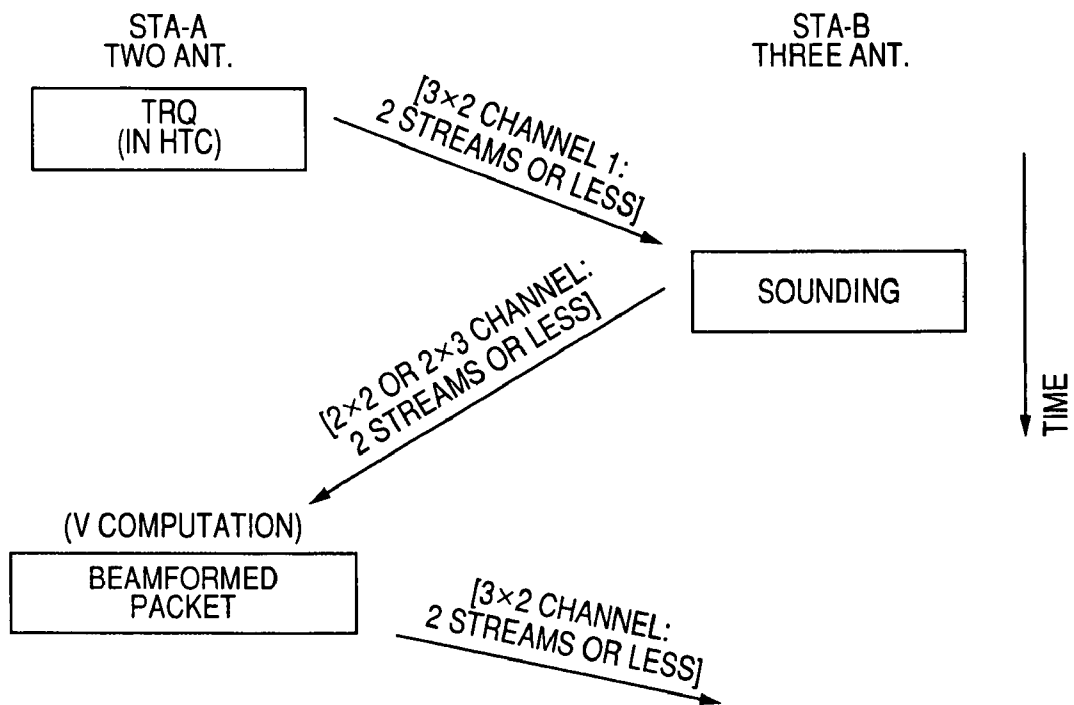 STA-A
TWO ANT.
STA-B
THREE ANT.
TRQ
(IN HTC)
[3×2 CHANNEL 1:
2 STREAMS OR LESS]
SOUNDING
[2×2 OR 2×3 CHANNEL:
2 STREAMS OR LESS]
TIME
(V COMPUTATION)
BEAMFORMED
PACKET
[3×2 CHANNEL:
2 STREAMS OR LESS]